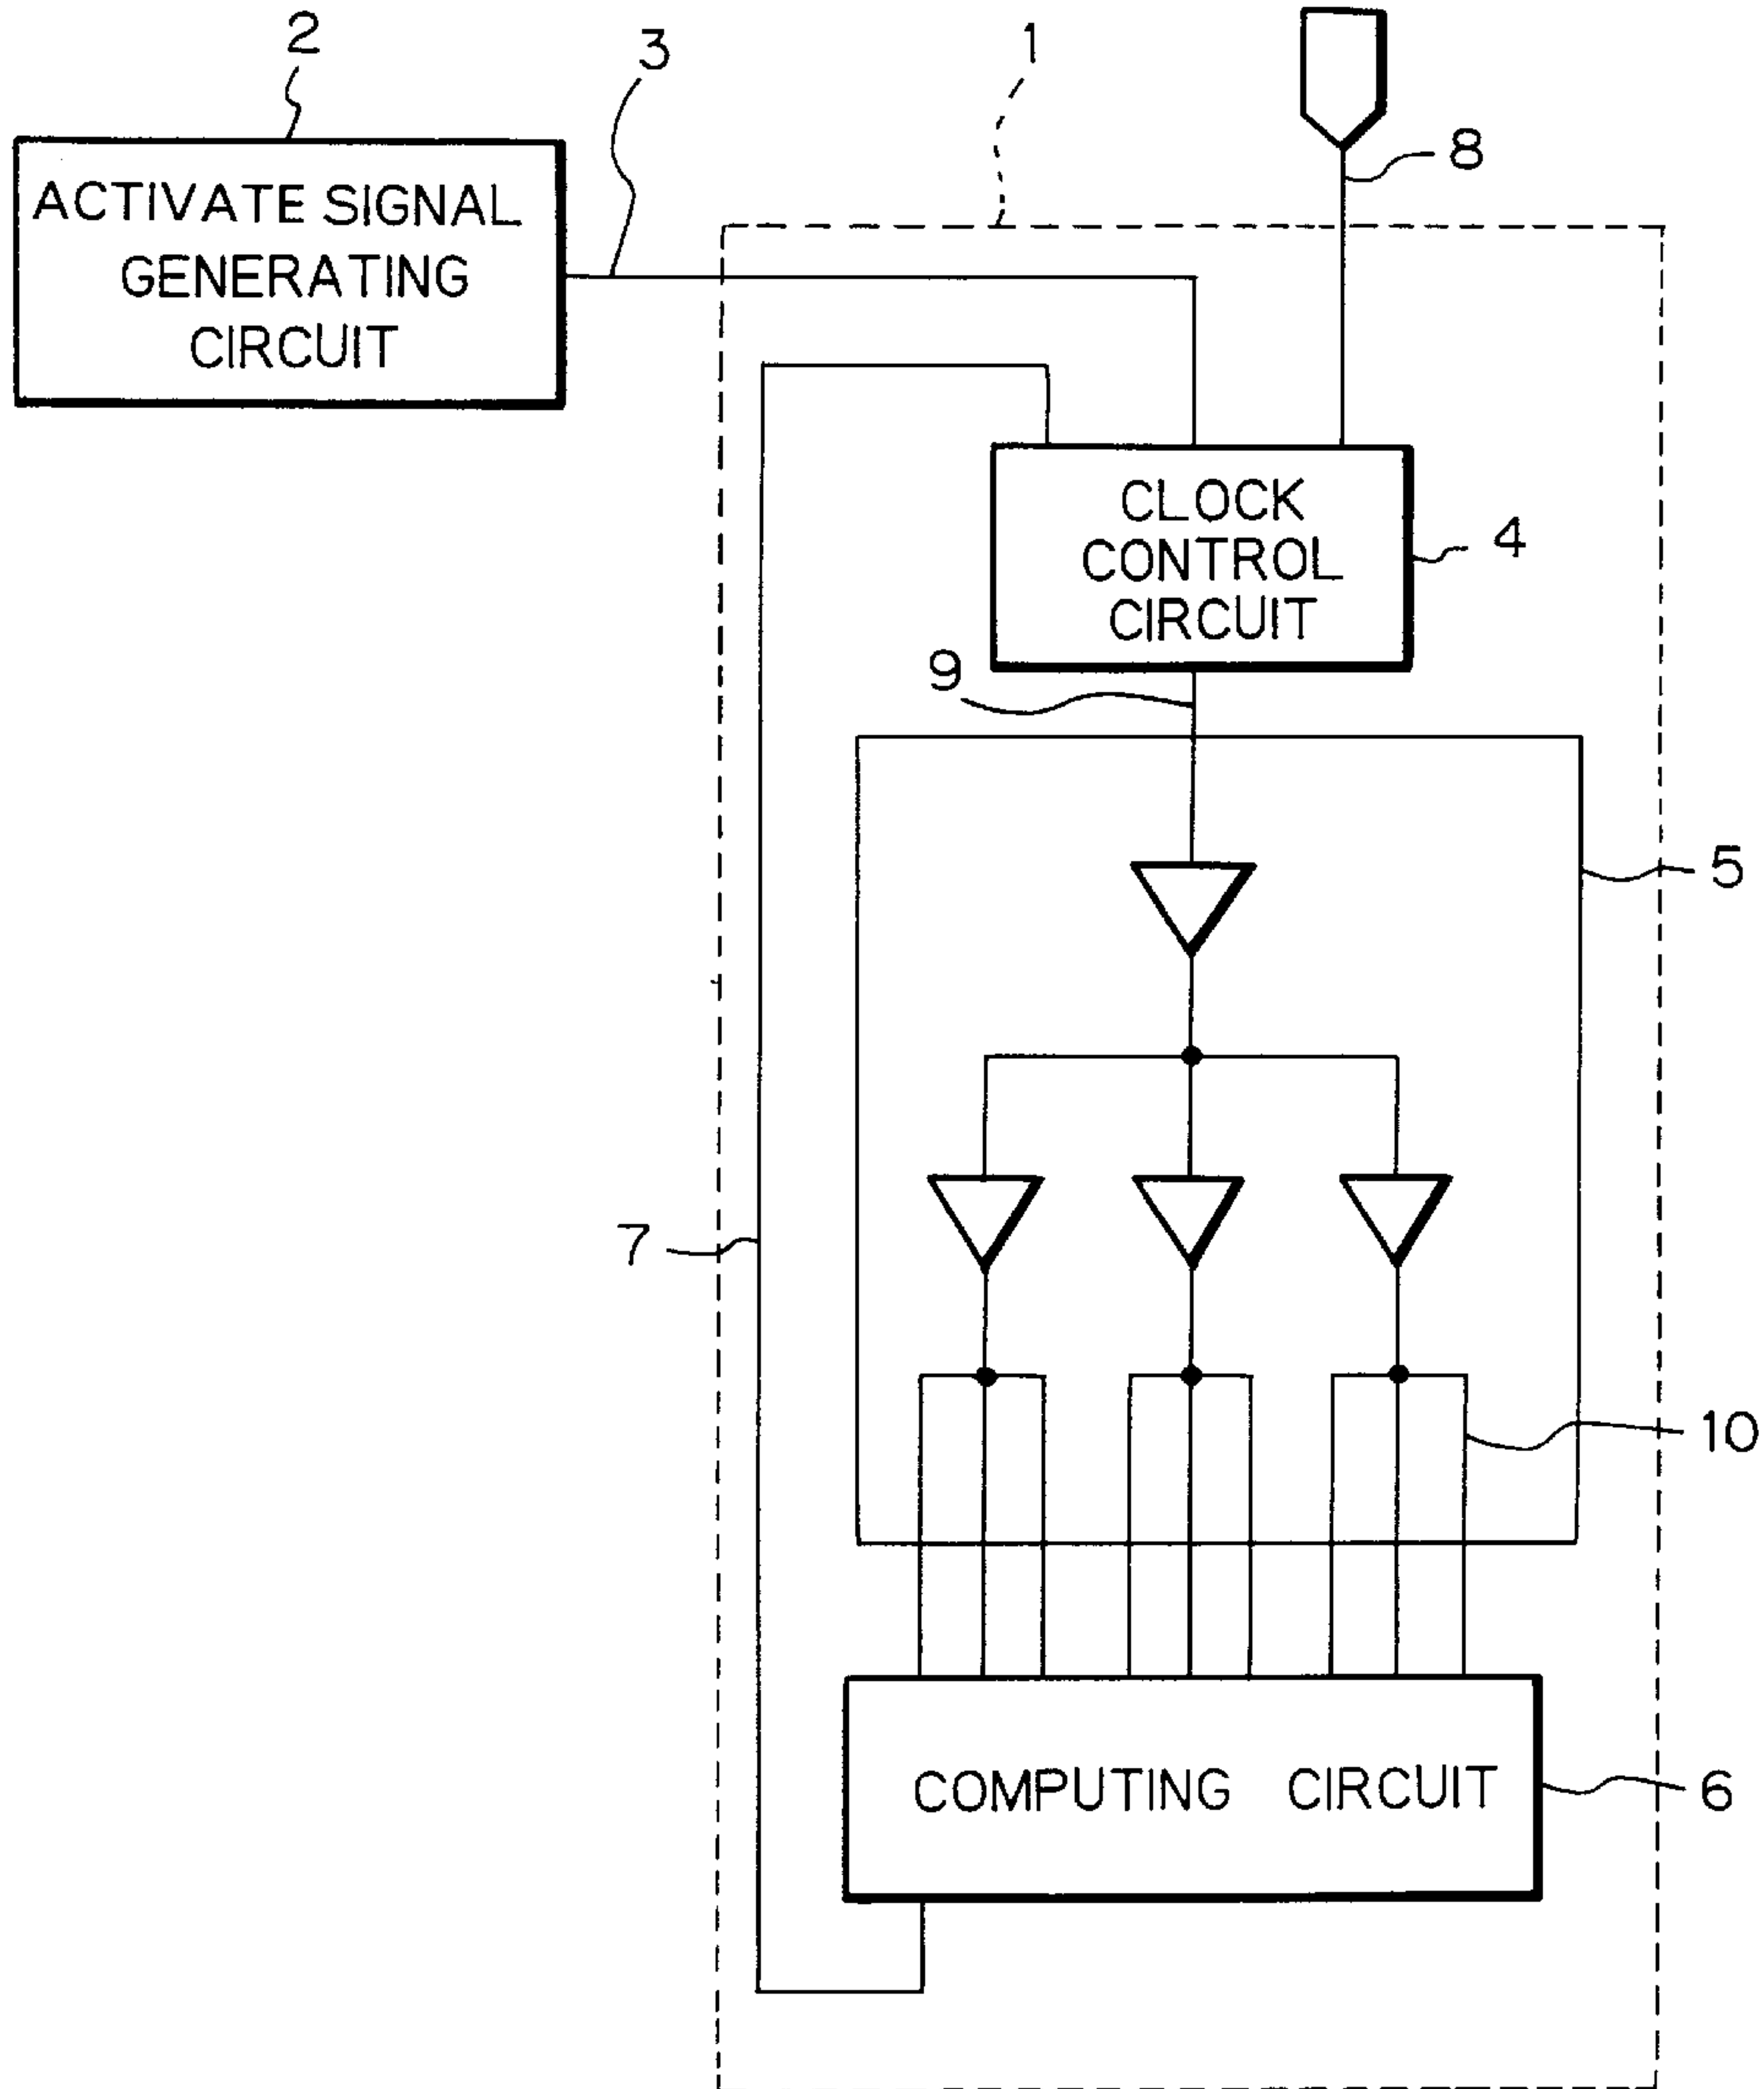 2
3
1
8
ACTIVATE SIGNAL
GENERATING
CIRCUIT
CLOCK
CONTROL
CIRCUIT
4
9
5
7
10
COMPUTING CIRCUIT
6